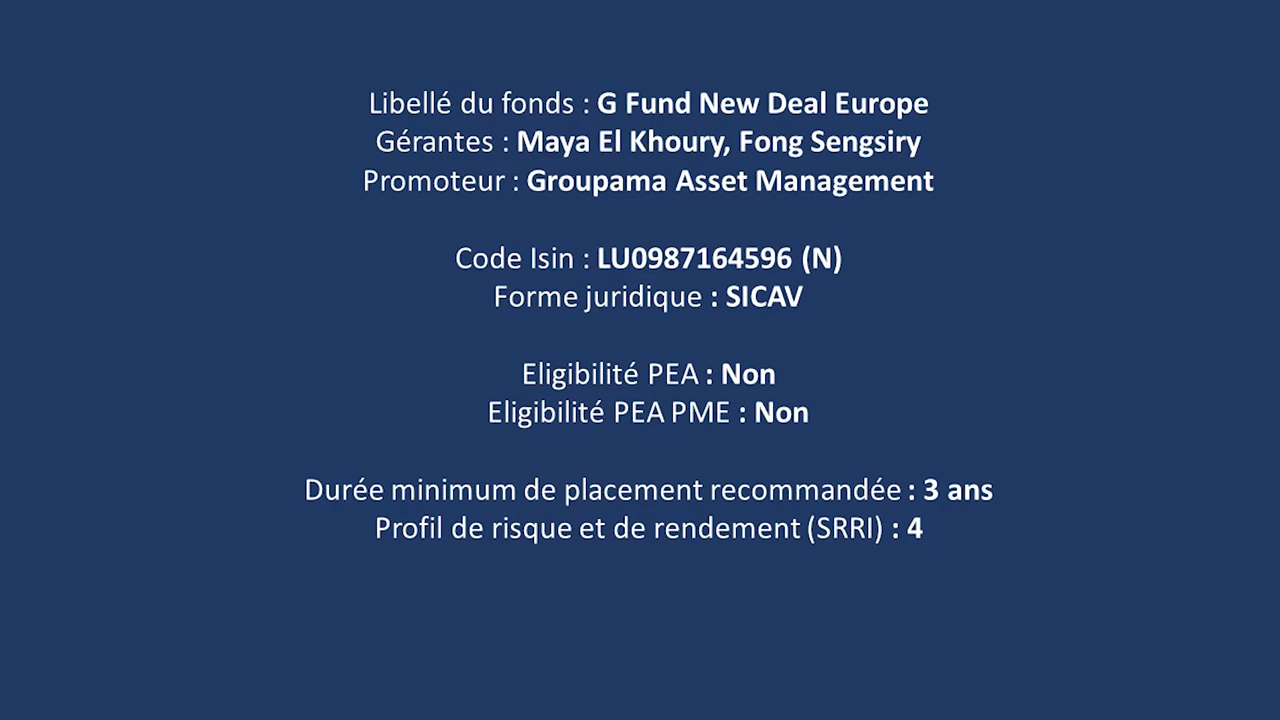 Libellé du fonds : G Fund New Deal Europe
Gérantes : Maya El Khoury, Fong Sengsiry
Promoteur : Groupama Asset Management
Code Isin : LU0987164596 (N)
Forme juridique : SICAV
Eligibilité PEA : Non
Eligibilité PEA PME : Non
Durée minimum de placement recommandée : 3 ans
Profil de risque et de rendement (SRRI) : 4